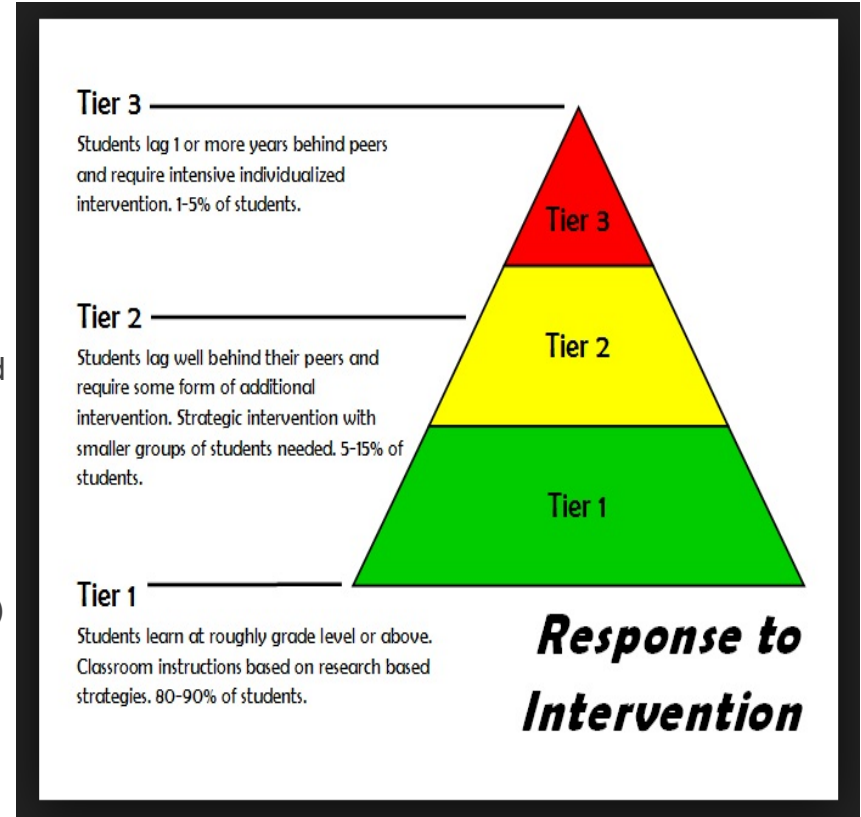 Tier 3
Students lag 1 or more years behind peers
and require intensive individualized
intervention. 1-5% of students.
Tier 3
Tier 2
Students lag well behind their peers and
require some form of additional
intervention. Strategic intervention with
smaller groups of students needed. 5-15% of
students.
Tier 2
Tier 1
Tier 1
Students learn at roughly grade level or above.
Classroom instructions based on research based
strategies. 80-90% of students.
Response to
Intervention